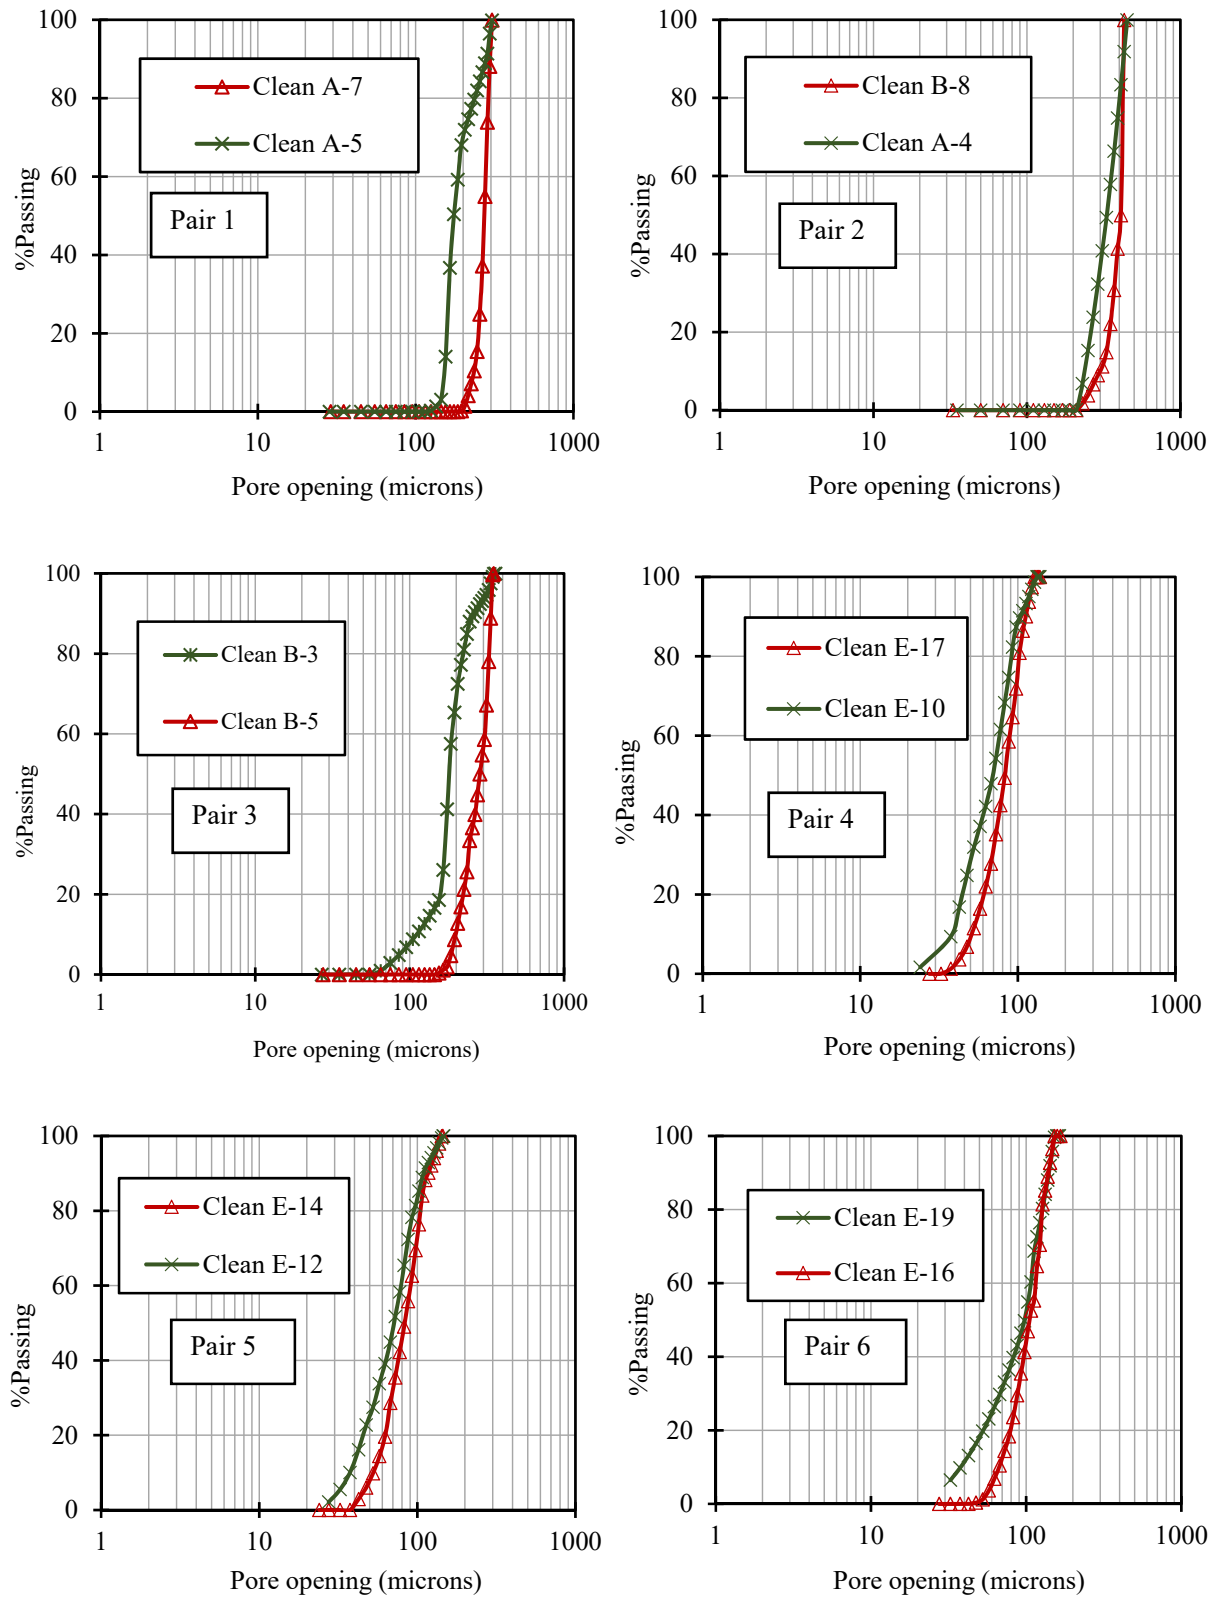 100
80
60
40
20
0
%Passing
Clean A-7
Clean A-5
Pair 1
1 10 100 1000
Pore opening (microns)
100
80
60
40
20
0
%Passing
Clean B-8
Clean A-4
Pair 2
1 10 100 1000
Pore opening (microns)
100
80
60
40
20
0
%Passing
Clean B-3
Clean B-5
Pair 3
1 10 100 1000
Pore opening (microns)
100
80
60
40
20
0
%Paasing
Clean E-17
Clean E-10
Pair 4
1 10 100 1000
Pore opening (microns)
100
80
60
40
20
0
%Passing
Clean E-14
Clean E-12
Pair 5
1 10 100 1000
Pore opening (microns)
100
80
60
40
20
0
%Passing
Clean E-19
Clean E-16
Pair 6
1 10 100 1000
Pore opening (microns)